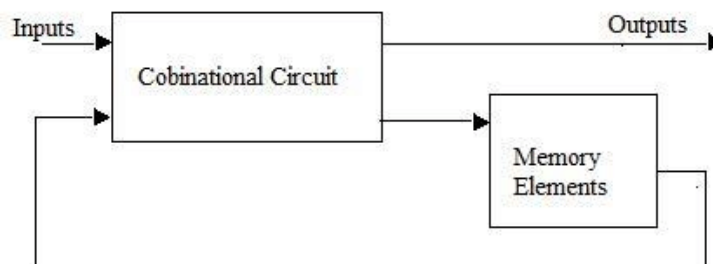 Inputs
Outputs
Cobinational Circuit
Memory
Elements